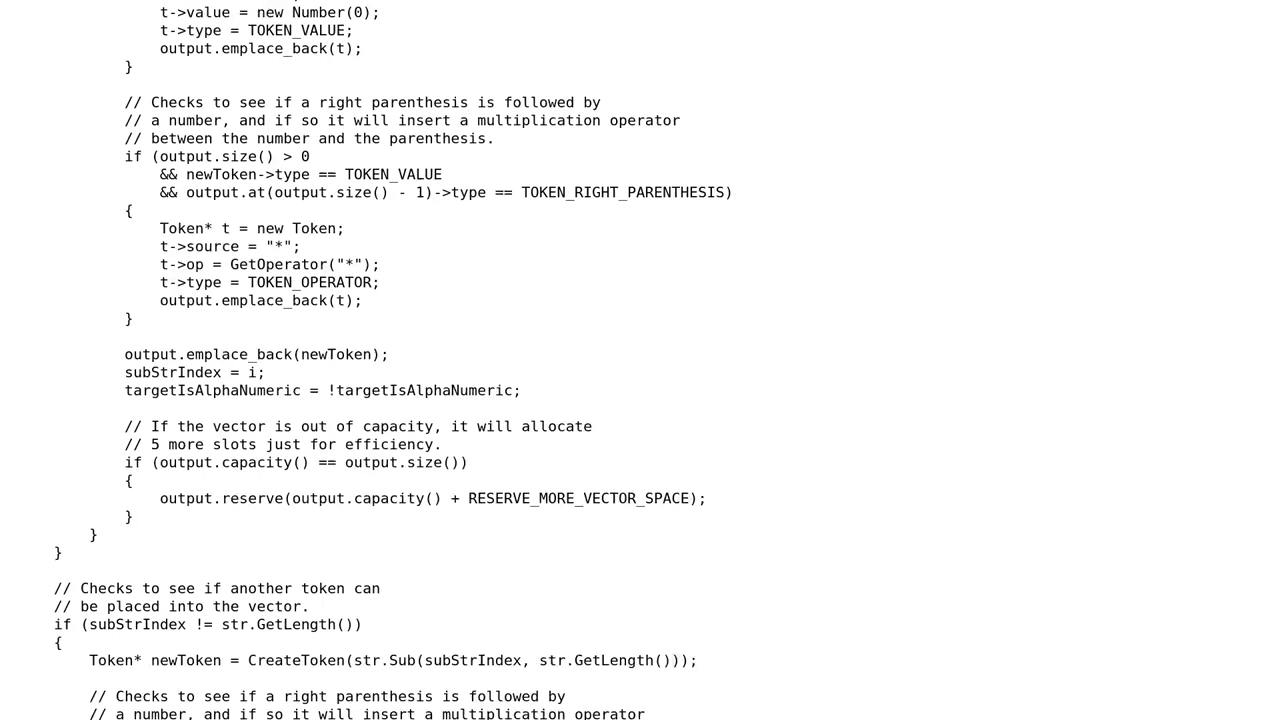 t->value = new Number(0);
t->type = TOKEN_VALUE;
output.emplace_back(t);
}
// Checks to see if a right parenthesis is followed by
// a number, and if so it will insert a multiplication operator
// between the number and the parenthesis.
if (output.size() > 0
&& newToken->type == TOKEN_VALUE
&& output.at(output.size() - 1)->type == TOKEN_RIGHT_PARENTHESIS)
{
Token* t = new Token;
t->source = "*";
t->op = GetOperator("*");
t->type = TOKEN_OPERATOR;
output.emplace_back(t);
}
output.emplace_back(newToken);
subStrIndex = i;
targetIsAlphaNumeric = !targetIsAlphaNumeric;
// If the vector is out of capacity, it will allocate
// 5 more slots just for efficiency.
if (output.capacity() == output.size())
{
output.reserve(output.capacity() + RESERVE_MORE_VECTOR_SPACE);
}
}
}
// Checks to see if another token can
// be placed into the vector.
if (subStrIndex != str.GetLength())
{
Token* newToken = CreateToken(str.Sub(subStrIndex, str.GetLength()));
// Checks to see if a right parenthesis is followed by
// a number, and if so it will insert a multiplication operator